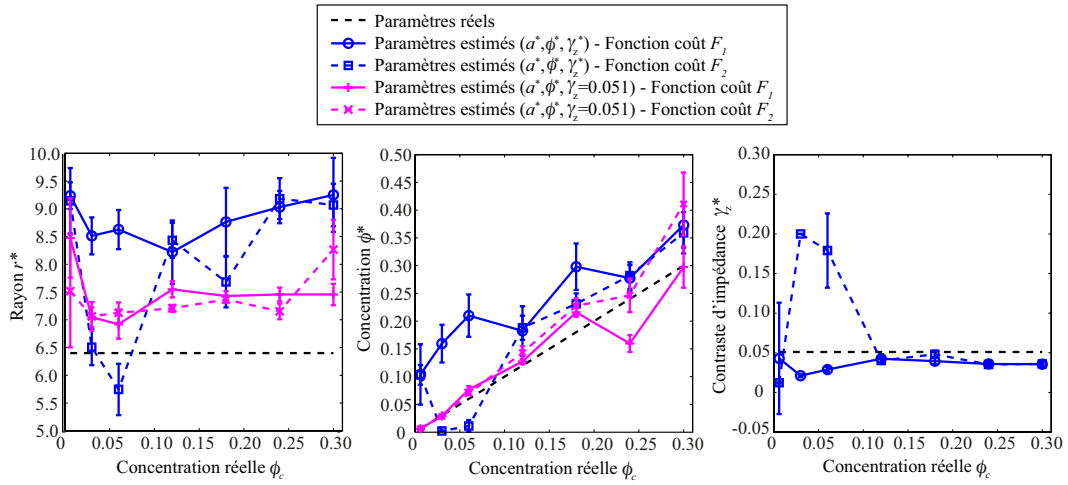 Paramètres réels
Paramètres estimés (a*,ϕ*,γz*) - Fonction coût F1
Paramètres estimés (a*,ϕ*,γz*) - Fonction coût F2
Paramètres estimés (a*,ϕ*,γz=0.051) - Fonction coût F1
Paramètres estimés (a*,ϕ*,γz=0.051) - Fonction coût F2
Rayon r*
10.0
9.5
9.0
8.5
8.0
7.5
7.0
6.5
6.0
5.5
5.0
0 0.05 0.10 0.15 0.20 0.25 0.30
Concentration réelle ϕc
Concentration ϕ*
0.50
0.45
0.40
0.35
0.30
0.25
0.20
0.15
0.10
0.05
0
0 0.05 0.10 0.15 0.20 0.25 0.30
Concentration réelle ϕc
Contraste d'impédance γz*
0.30
0.25
0.20
0.15
0.10
0.05
0
-0.05
0 0.05 0.10 0.15 0.20 0.25 0.30
Concentration réelle ϕc